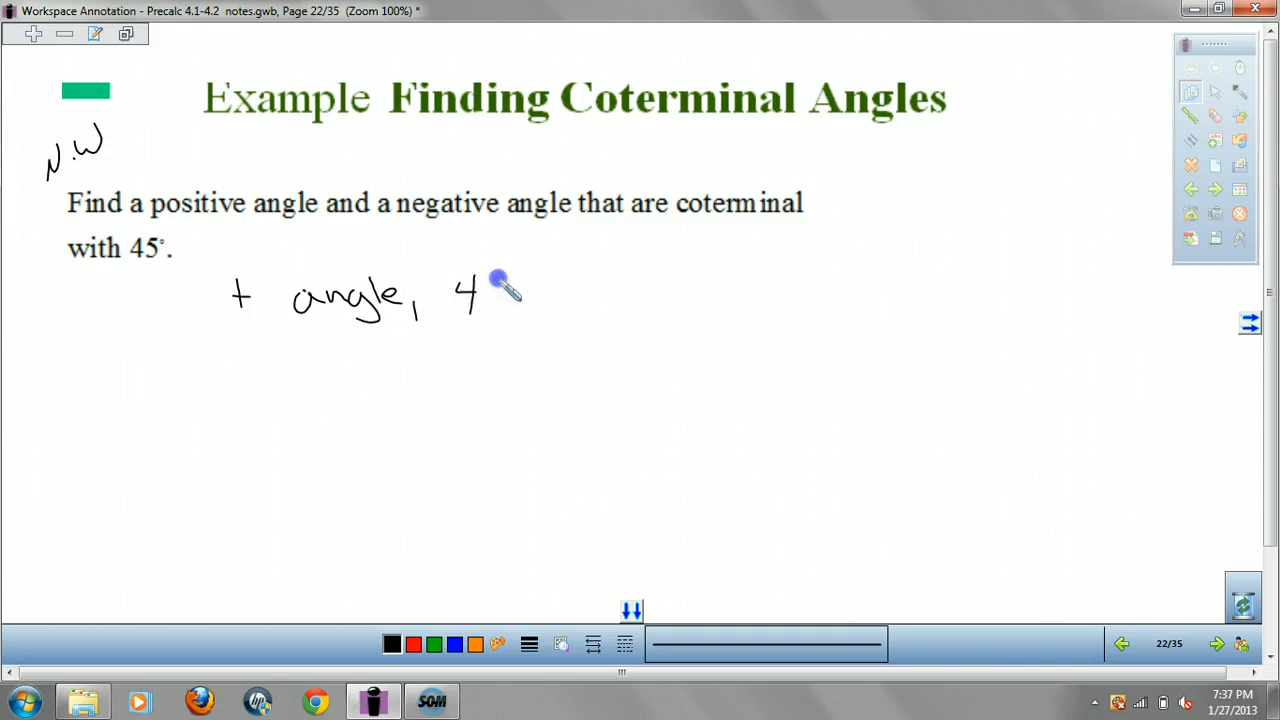 Workspace Annotation - Precalc 4.1-4.2 notes.gwb, Page 22/35 (Zoom 100%) *
Example Finding Coterminal Angles
N.W
Find a positive angle and a negative angle that are coterminal
with 45°.
+ angle, 4
22/35
hp
SOM
7:37 PM
1/27/2013